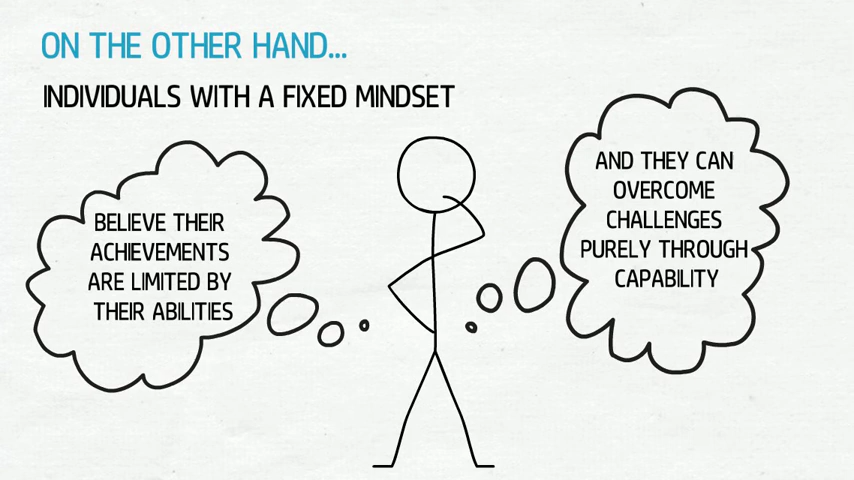 ON THE OTHER HAND...
INDIVIDUALS WITH A FIXED MINDSET
BELIEVE THEIR
ACHIEVEMENTS
ARE LIMITED BY
THEIR ABILITIES
AND THEY CAN
OVERCOME
CHALLENGES
PURELY THROUGH
CAPABILITY